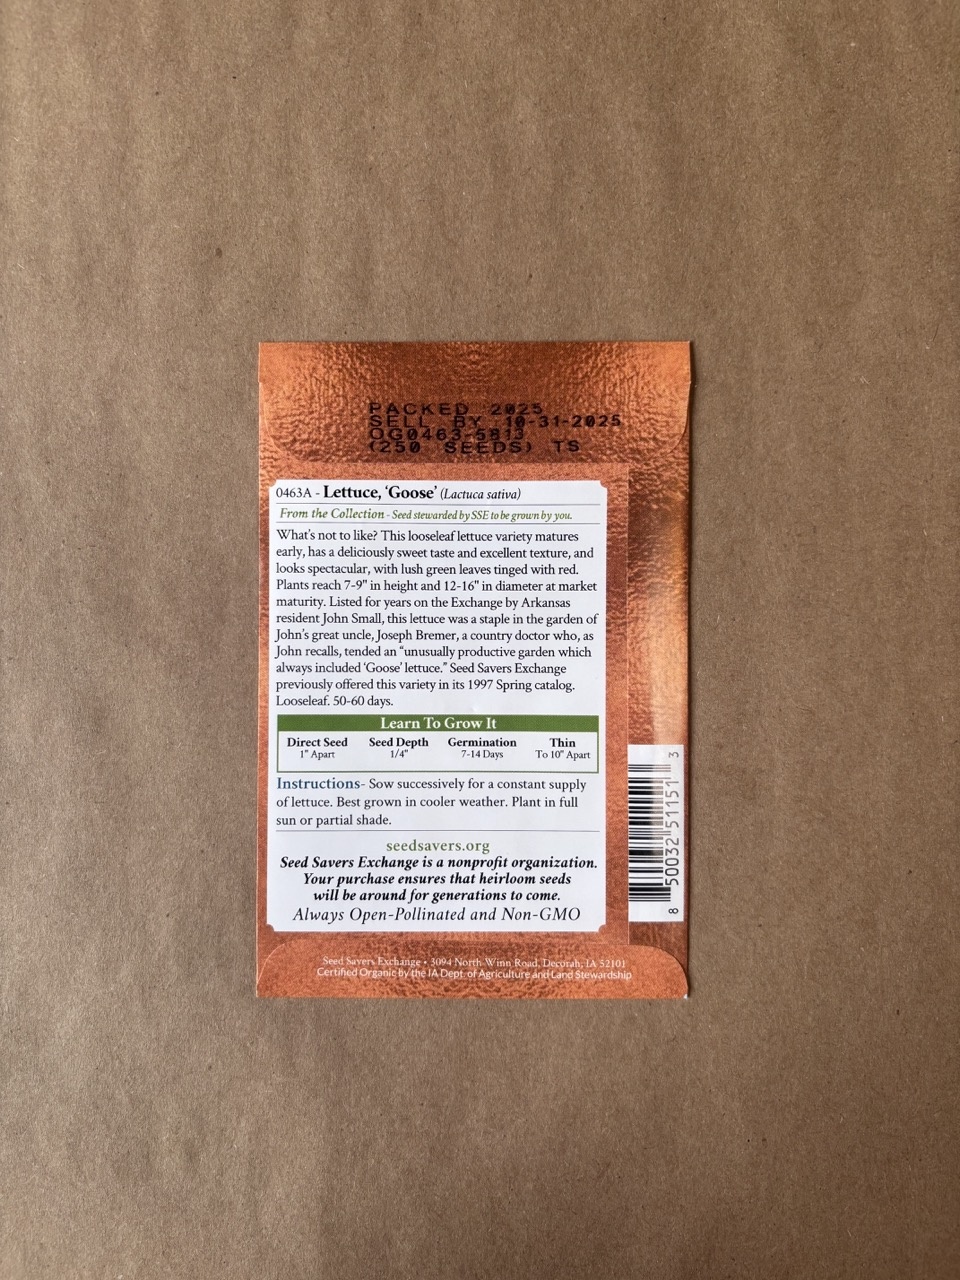 PACKED 2025
SELL BY 10-31-2025
OG0463-5813
(250 SEEDS) TS
0463A - Lettuce, ‘Goose’ (Lactuca sativa)
From the Collection - Seed stewarded by SSE to be grown by you.
What’s not to like? This looseleaf lettuce variety matures
early, has a deliciously sweet taste and excellent texture, and
looks spectacular, with lush green leaves tinged with red.
Plants reach 7-9" in height and 12-16" in diameter at market
maturity. Listed for years on the Exchange by Arkansas
resident John Small, this lettuce was a staple in the garden of
John’s great uncle, Joseph Bremer, a country doctor who, as
John recalls, tended an “unusually productive garden which
always included ‘Goose’ lettuce.” Seed Savers Exchange
previously offered this variety in its 1997 Spring catalog.
Looseleaf. 50-60 days.
Learn To Grow It
Direct Seed Seed Depth Germination Thin
1" Apart 1/4" 7-14 Days To 10" Apart
Instructions- Sow successively for a constant supply
of lettuce. Best grown in cooler weather. Plant in full
sun or partial shade.
seedsavers.org
Seed Savers Exchange is a nonprofit organization.
Your purchase ensures that heirloom seeds
will be around for generations to come.
Always Open-Pollinated and Non-GMO
8 50032 51151 3
Seed Savers Exchange • 3094 North Winn Road, Decorah, IA 52101
Certified Organic by the IA Dept. of Agriculture and Land Stewardship